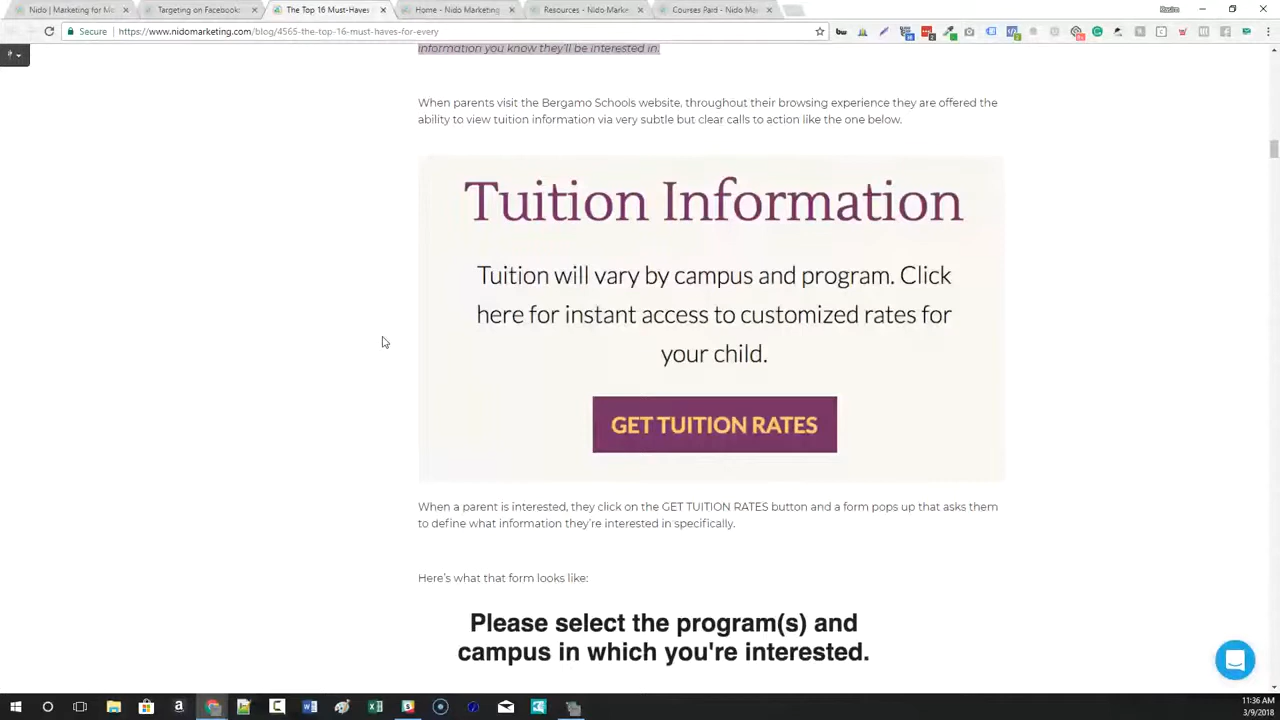 Nido | Marketing for M
Targeting on Facebook:
The Top 16 Must-Haves
Home - Nido Marketing
Resources - Nido Marke
Courses Paid - Nido Ma
Secure
https://www.nidomarketing.com/blog/4565-the-top-16-must-haves-for-every
information you know they'll be interested in.
When parents visit the Bergamo Schools website, throughout their browsing experience they are offered the
ability to view tuition information via very subtle but clear calls to action like the one below.
Tuition Information
Tuition will vary by campus and program. Click
here for instant access to customized rates for
your child.
GET TUITION RATES
When a parent is interested, they click on the GET TUITION RATES button and a form pops up that asks them
to define what information they're interested in specifically.
Here's what that form looks like:
Please select the program(s) and
campus in which you're interested.
11:36 AM
3/9/2018